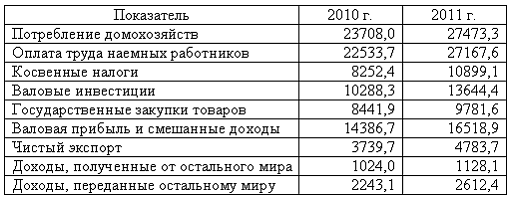 Показатель 2010 г. 2011 г.
Потребление домохозяйств 23708,0 27473,3
Оплата труда наемных работников 22533,7 27167,6
Косвенные налоги 8252,4 10899,1
Валовые инвестиции 10288,3 13644,4
Государственные закупки товаров 8441,9 9781,6
Валовая прибыль и смешанные доходы 14386,7 16518,9
Чистый экспорт 3739,7 4783,7
Доходы, полученные от остального мира 1024,0 1128,1
Доходы, переданные остальному миру 2243,1 2612,4